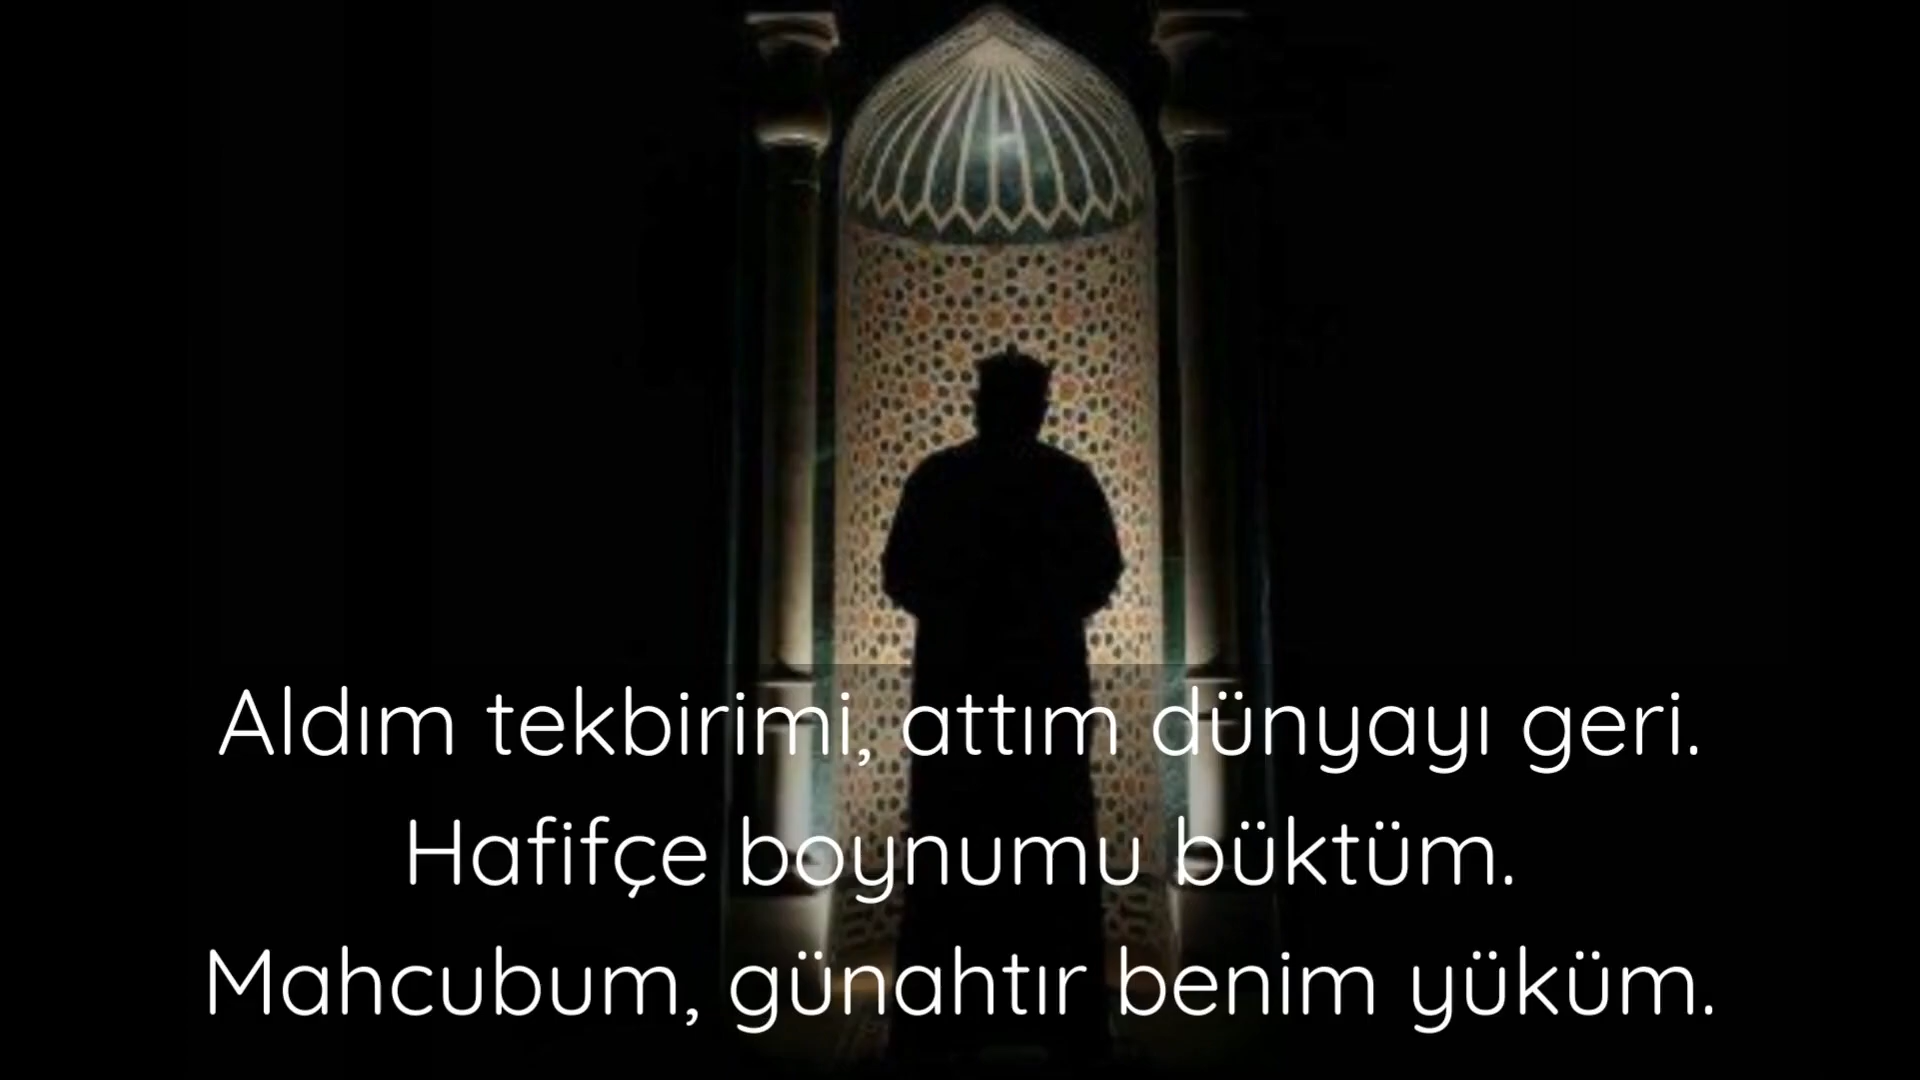 Aldım tekbirimi, attım dünyayı geri.
Hafifçe boynumu büktüm.
Mahcubum, günahtır benim yüküm.